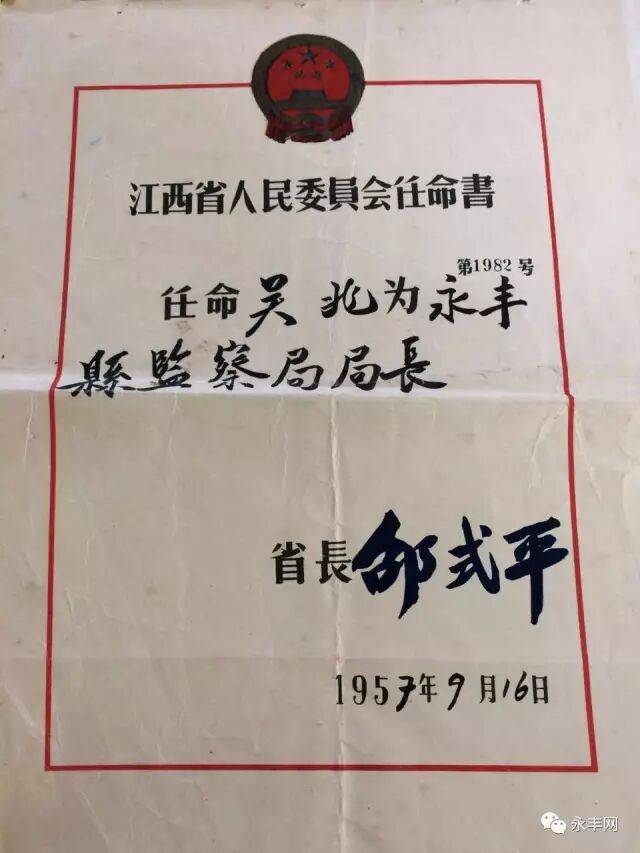 江西省人民委員会任命書
第1982号
任命吴兆为永丰
縣監察局局長
省長邵式平
1957年9月16日
永丰网